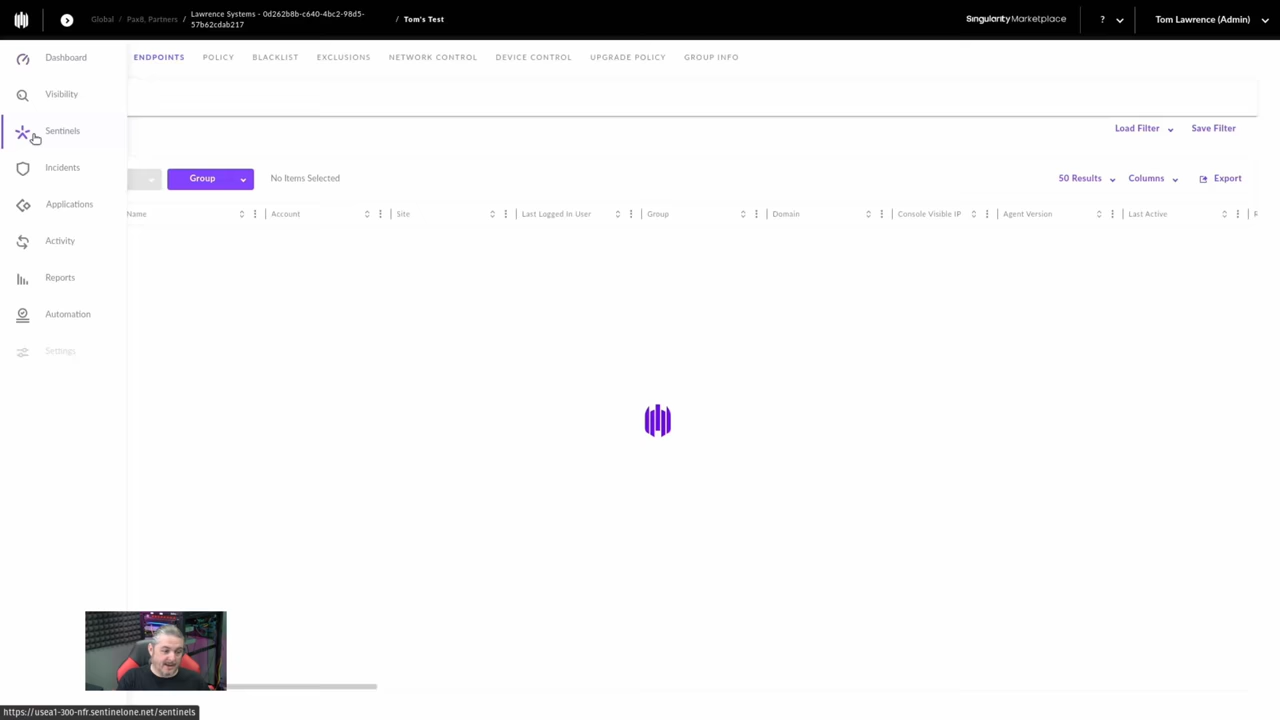 Global / Pax8, Partners / Lawrence Systems - 0d262b8b-c640-4bc2-98d5-57b62cdab217 / Tom's Test
Singularity Marketplace
?
Tom Lawrence (Admin)
Dashboard
Visibility
Sentinels
Incidents
Applications
Activity
Reports
Automation
Settings
ENDPOINTS POLICY BLACKLIST EXCLUSIONS NETWORK CONTROL DEVICE CONTROL UPGRADE POLICY GROUP INFO
Load Filter Save Filter
Group No Items Selected 50 Results Columns Export
Name Account Site Last Logged In User Group Domain Console Visible IP Agent Version Last Active
https://usea1-300-nfr.sentinelone.net/sentinels